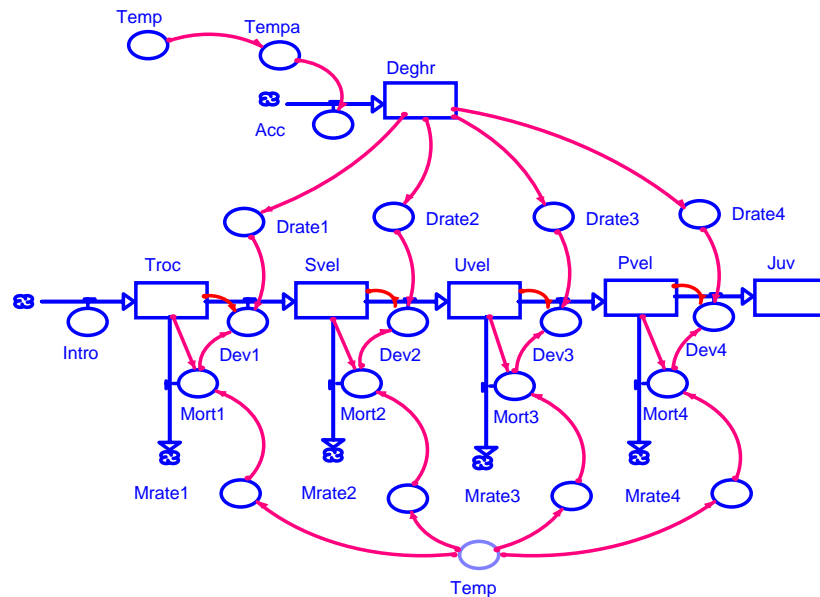 Temp
Tempa
Deghr
Acc
Drate1
Drate2
Drate3
Drate4
Troc
Svel
Uvel
Pvel
Juv
Intro
Dev1
Dev2
Dev3
Dev4
Mort1
Mort2
Mort3
Mort4
Mrate1
Mrate2
Mrate3
Mrate4
Temp